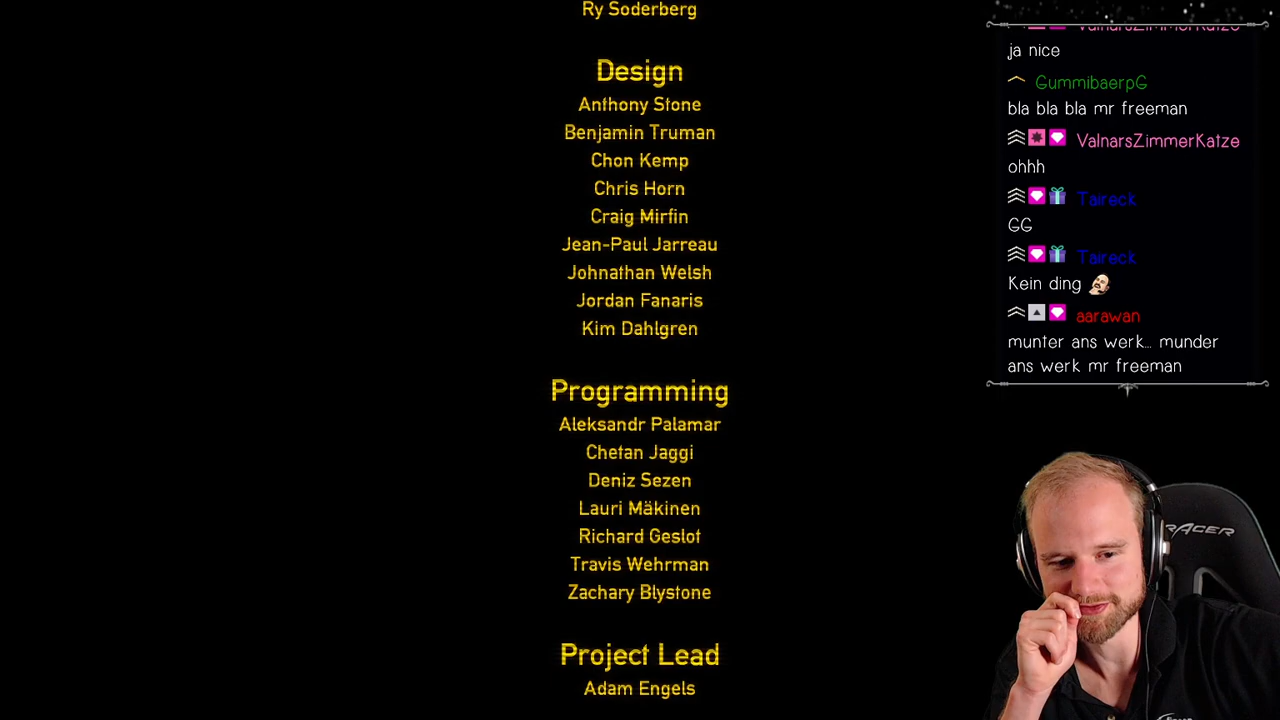 Ry Soderberg
Design
Anthony Stone
Benjamin Truman
Chon Kemp
Chris Horn
Craig Mirfin
Jean-Paul Jarreau
Johnathan Welsh
Jordan Fanaris
Kim Dahlgren
Programming
Aleksandr Palamar
Chetan Jaggi
Deniz Sezen
Lauri Mäkinen
Richard Geslot
Travis Wehrman
Zachary Blystone
Project Lead
Adam Engels
ValnarsZimmerKatze
ja nice
GummibaerpG
bla bla bla mr freeman
ValnarsZimmerKatze
ohhh
Taireck
GG
Taireck
Kein ding
aarawan
munter ans werk... munder
ans werk mr freeman
RACER